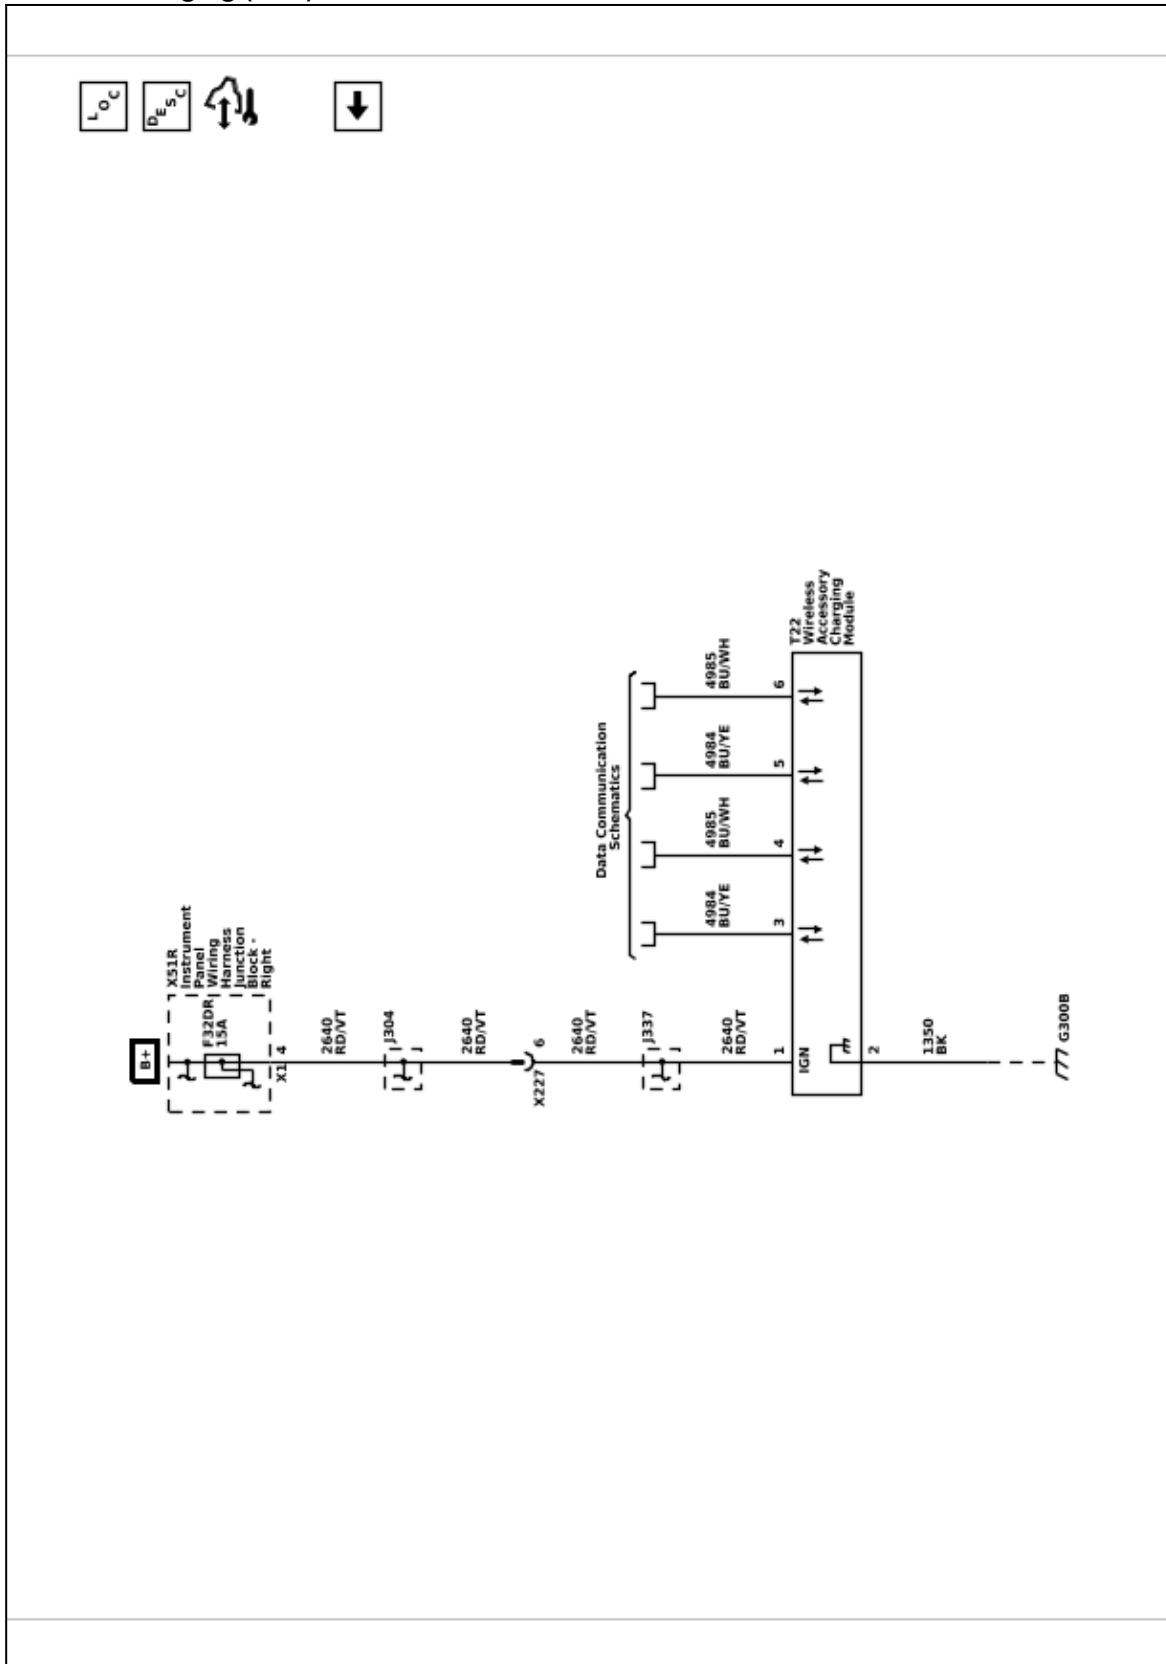 LOC
DESC
B+
X51R
Instrument
Panel
Wiring
Harness
Junction
Block -
Right
F32DR
15A
X1
4
2640
RD/VT
J304
2640
RD/VT
X227
6
2640
RD/VT
J337
2640
RD/VT
1
IGN
2
1350
BK
G300B
Data Communication
Schematics
4984
BU/YE
3
4985
BU/WH
4
4984
BU/YE
5
4985
BU/WH
6
T22
Wireless
Accessory
Charging
Module